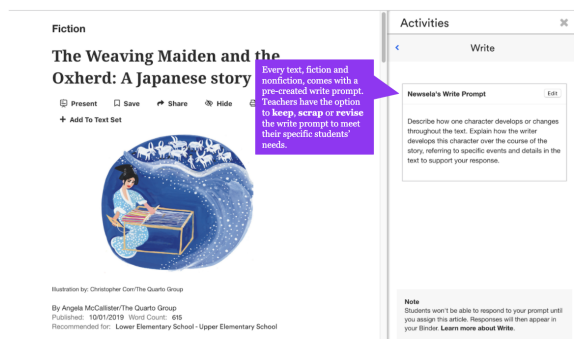 Fiction
The Weaving Maiden and the
Oxherd: A Japanese story
Present Save Share Hide
+ Add To Text Set
Every text, fiction and
nonfiction, comes with a
pre-created write prompt.
Teachers have the option
to keep, scrap or revise
the write prompt to meet
their specific students'
needs.
Illustration by: Christopher Corr/The Quarto Group
By Angela McCallister/The Quarto Group
Published: 10/01/2019 Word Count: 615
Recommended for: Lower Elementary School - Upper Elementary School
Activities
Write
Newsela's Write Prompt Edit
Describe how one character develops or changes
throughout the text. Explain how the writer
develops this character over the course of the
story, referring to specific events and details in the
text to support your response.
Note
Students won't be able to respond to your prompt until
you assign this article. Responses will then appear in
your Binder. Learn more about Write.